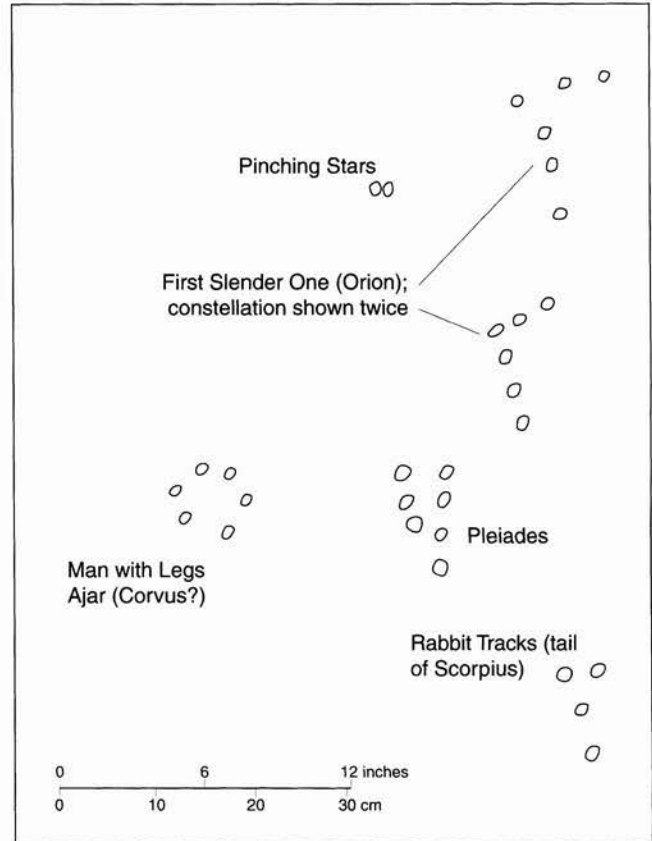 Pinching Stars
First Slender One (Orion);
constellation shown twice
Man with Legs
Ajar (Corvus?)
Pleiades
Rabbit Tracks (tail
of Scorpius)
0 6 12 inches
0 10 20 30 cm